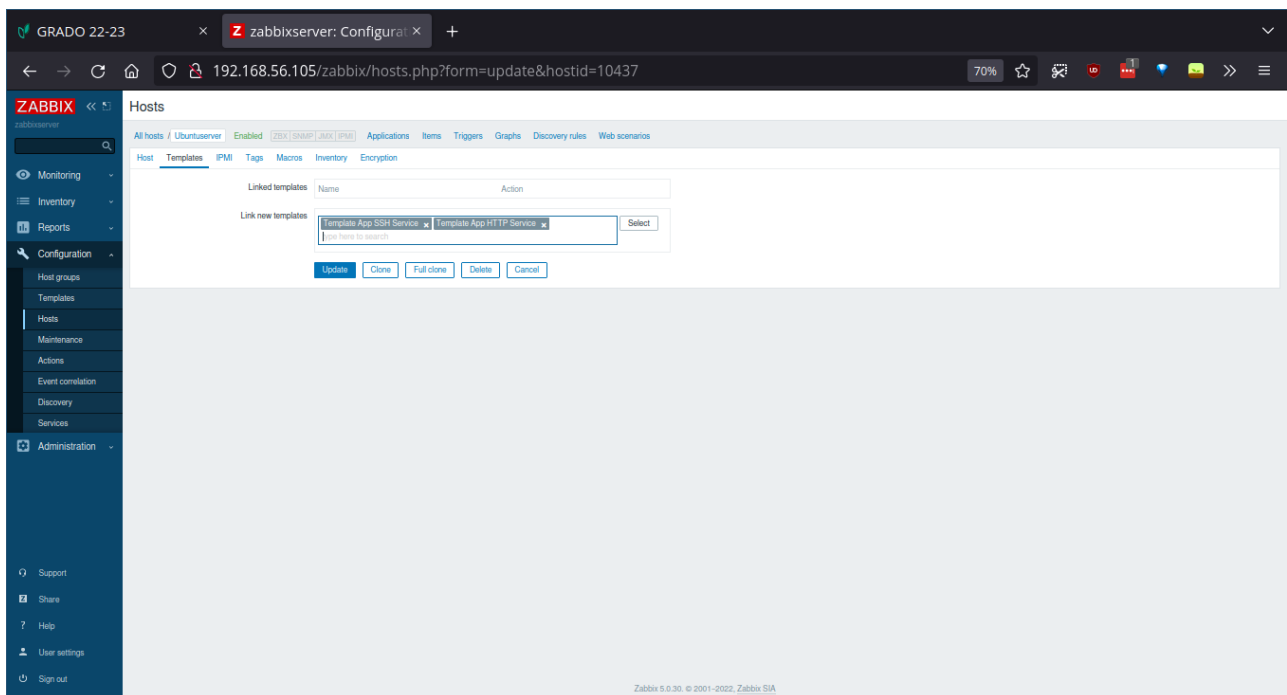 GRADO 22-23
zabbixserver: Configurat
192.168.56.105/zabbix/hosts.php?form=update&hostid=10437
70%
1
ZABBIX
zabbixserver
Hosts
All hosts / Ubuntuserver Enabled ZBX SNMP JMX IPMI Applications Items Triggers Graphs Discovery rules Web scenarios
Host Templates IPMI Tags Macros Inventory Encryption
Monitoring
Inventory
Reports
Configuration
Host groups
Templates
Hosts
Maintenance
Actions
Event correlation
Discovery
Services
Administration
Linked templates Name Action
Link new templates Template App SSH Service Template App HTTP Service Select
type here to search
Update Clone Full clone Delete Cancel
Support
Share
Help
User settings
Sign out
Zabbix 5.0.30. © 2001–2022, Zabbix SIA